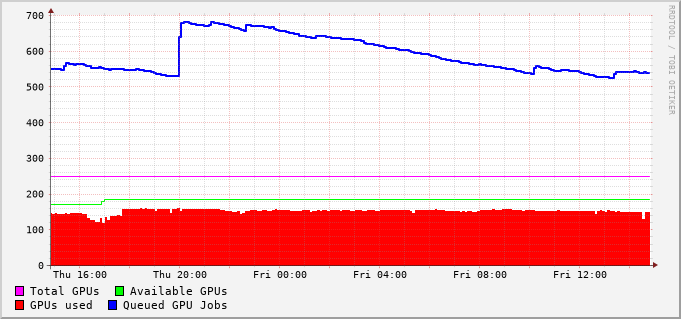 700
600
500
400
300
200
100
0
Thu 16:00 Thu 20:00 Fri 00:00 Fri 04:00 Fri 08:00 Fri 12:00
Total GPUs Available GPUs
GPUs used Queued GPU Jobs
RRDTOOL / TOBI OETIKER